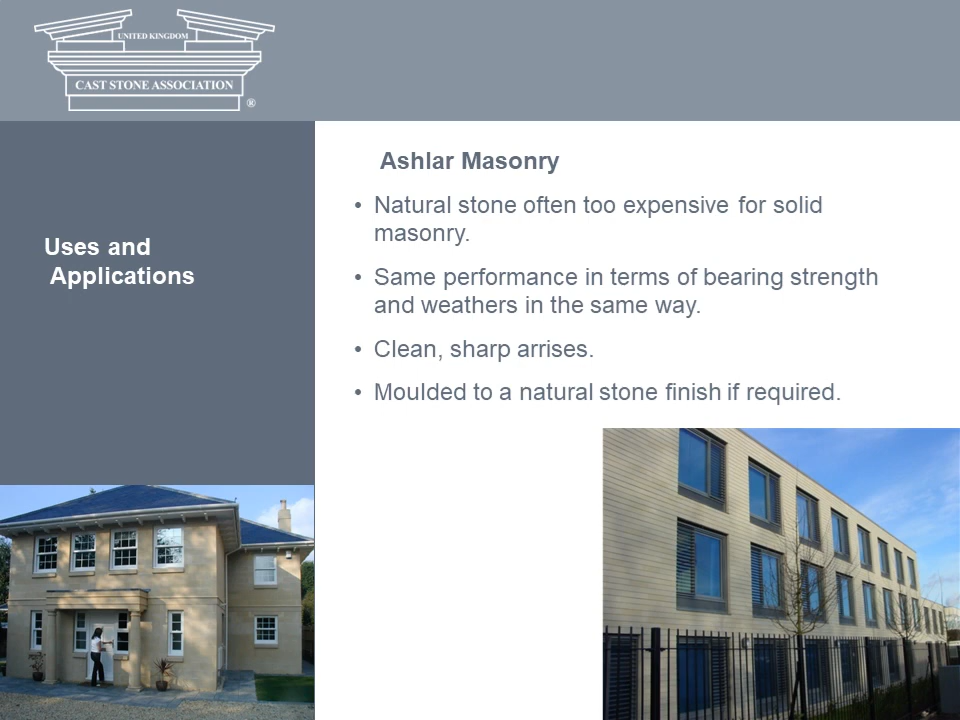 UNITED KINGDOM
CAST STONE ASSOCIATION
®
Uses and
Applications
Ashlar Masonry
• Natural stone often too expensive for solid
masonry.
• Same performance in terms of bearing strength
and weathers in the same way.
• Clean, sharp arrises.
• Moulded to a natural stone finish if required.